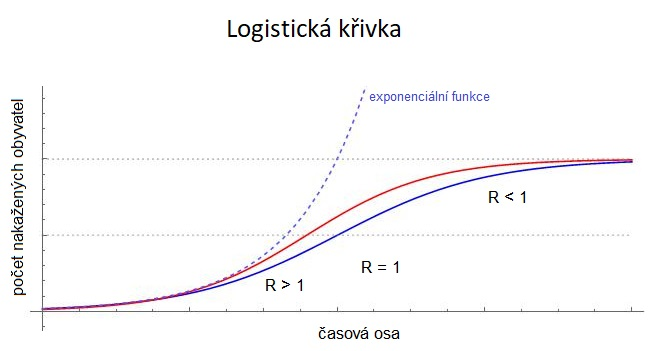 Logistická křivka
exponenciální funkce
počet nakažených obyvatel
R < 1
R = 1
R > 1
časová osa